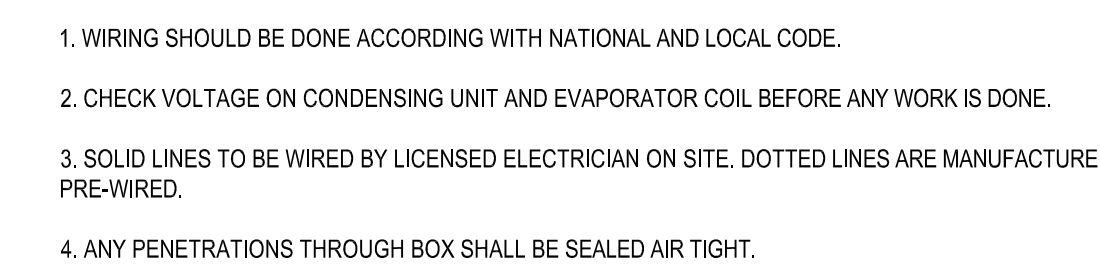 1. WIRING SHOULD BE DONE ACCORDING WITH NATIONAL AND LOCAL CODE.
2. CHECK VOLTAGE ON CONDENSING UNIT AND EVAPORATOR COIL BEFORE ANY WORK IS DONE.
3. SOLID LINES TO BE WIRED BY LICENSED ELECTRICIAN ON SITE. DOTTED LINES ARE MANUFACTURE
PRE-WIRED.
4. ANY PENETRATIONS THROUGH BOX SHALL BE SEALED AIR TIGHT.